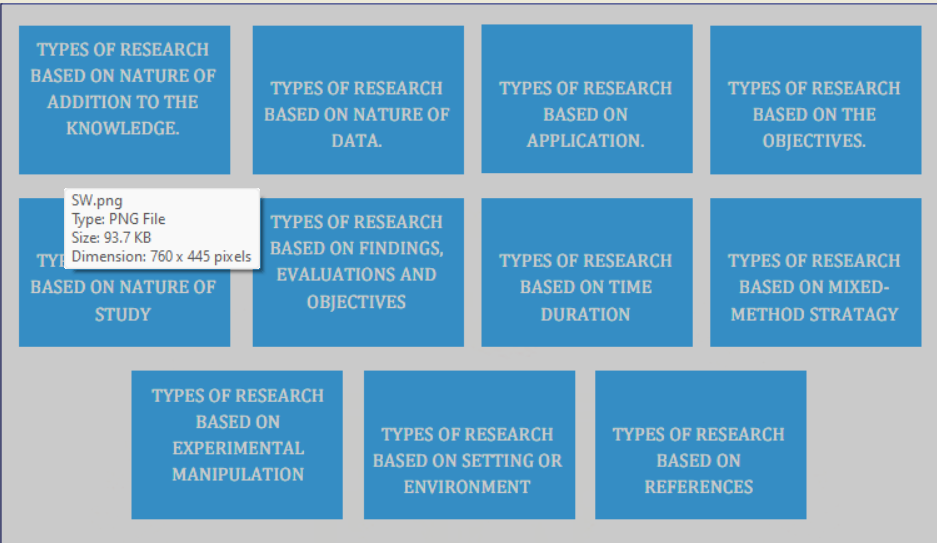 TYPES OF RESEARCH
BASED ON NATURE OF
ADDITION TO THE
KNOWLEDGE.
TYPES OF RESEARCH
BASED ON NATURE OF
DATA.
TYPES OF RESEARCH
BASED ON
APPLICATION.
TYPES OF RESEARCH
BASED ON THE
OBJECTIVES.
SW.png
Type: PNG File
Size: 93.7 KB
Dimension: 760 x 445 pixels
BASED ON NATURE OF
STUDY
TYPES OF RESEARCH
BASED ON FINDINGS,
EVALUATIONS AND
OBJECTIVES
TYPES OF RESEARCH
BASED ON TIME
DURATION
TYPES OF RESEARCH
BASED ON MIXED-
METHOD STRATAGY
TYPES OF RESEARCH
BASED ON
EXPERIMENTAL
MANIPULATION
TYPES OF RESEARCH
BASED ON SETTING OR
ENVIRONMENT
TYPES OF RESEARCH
BASED ON
REFERENCES